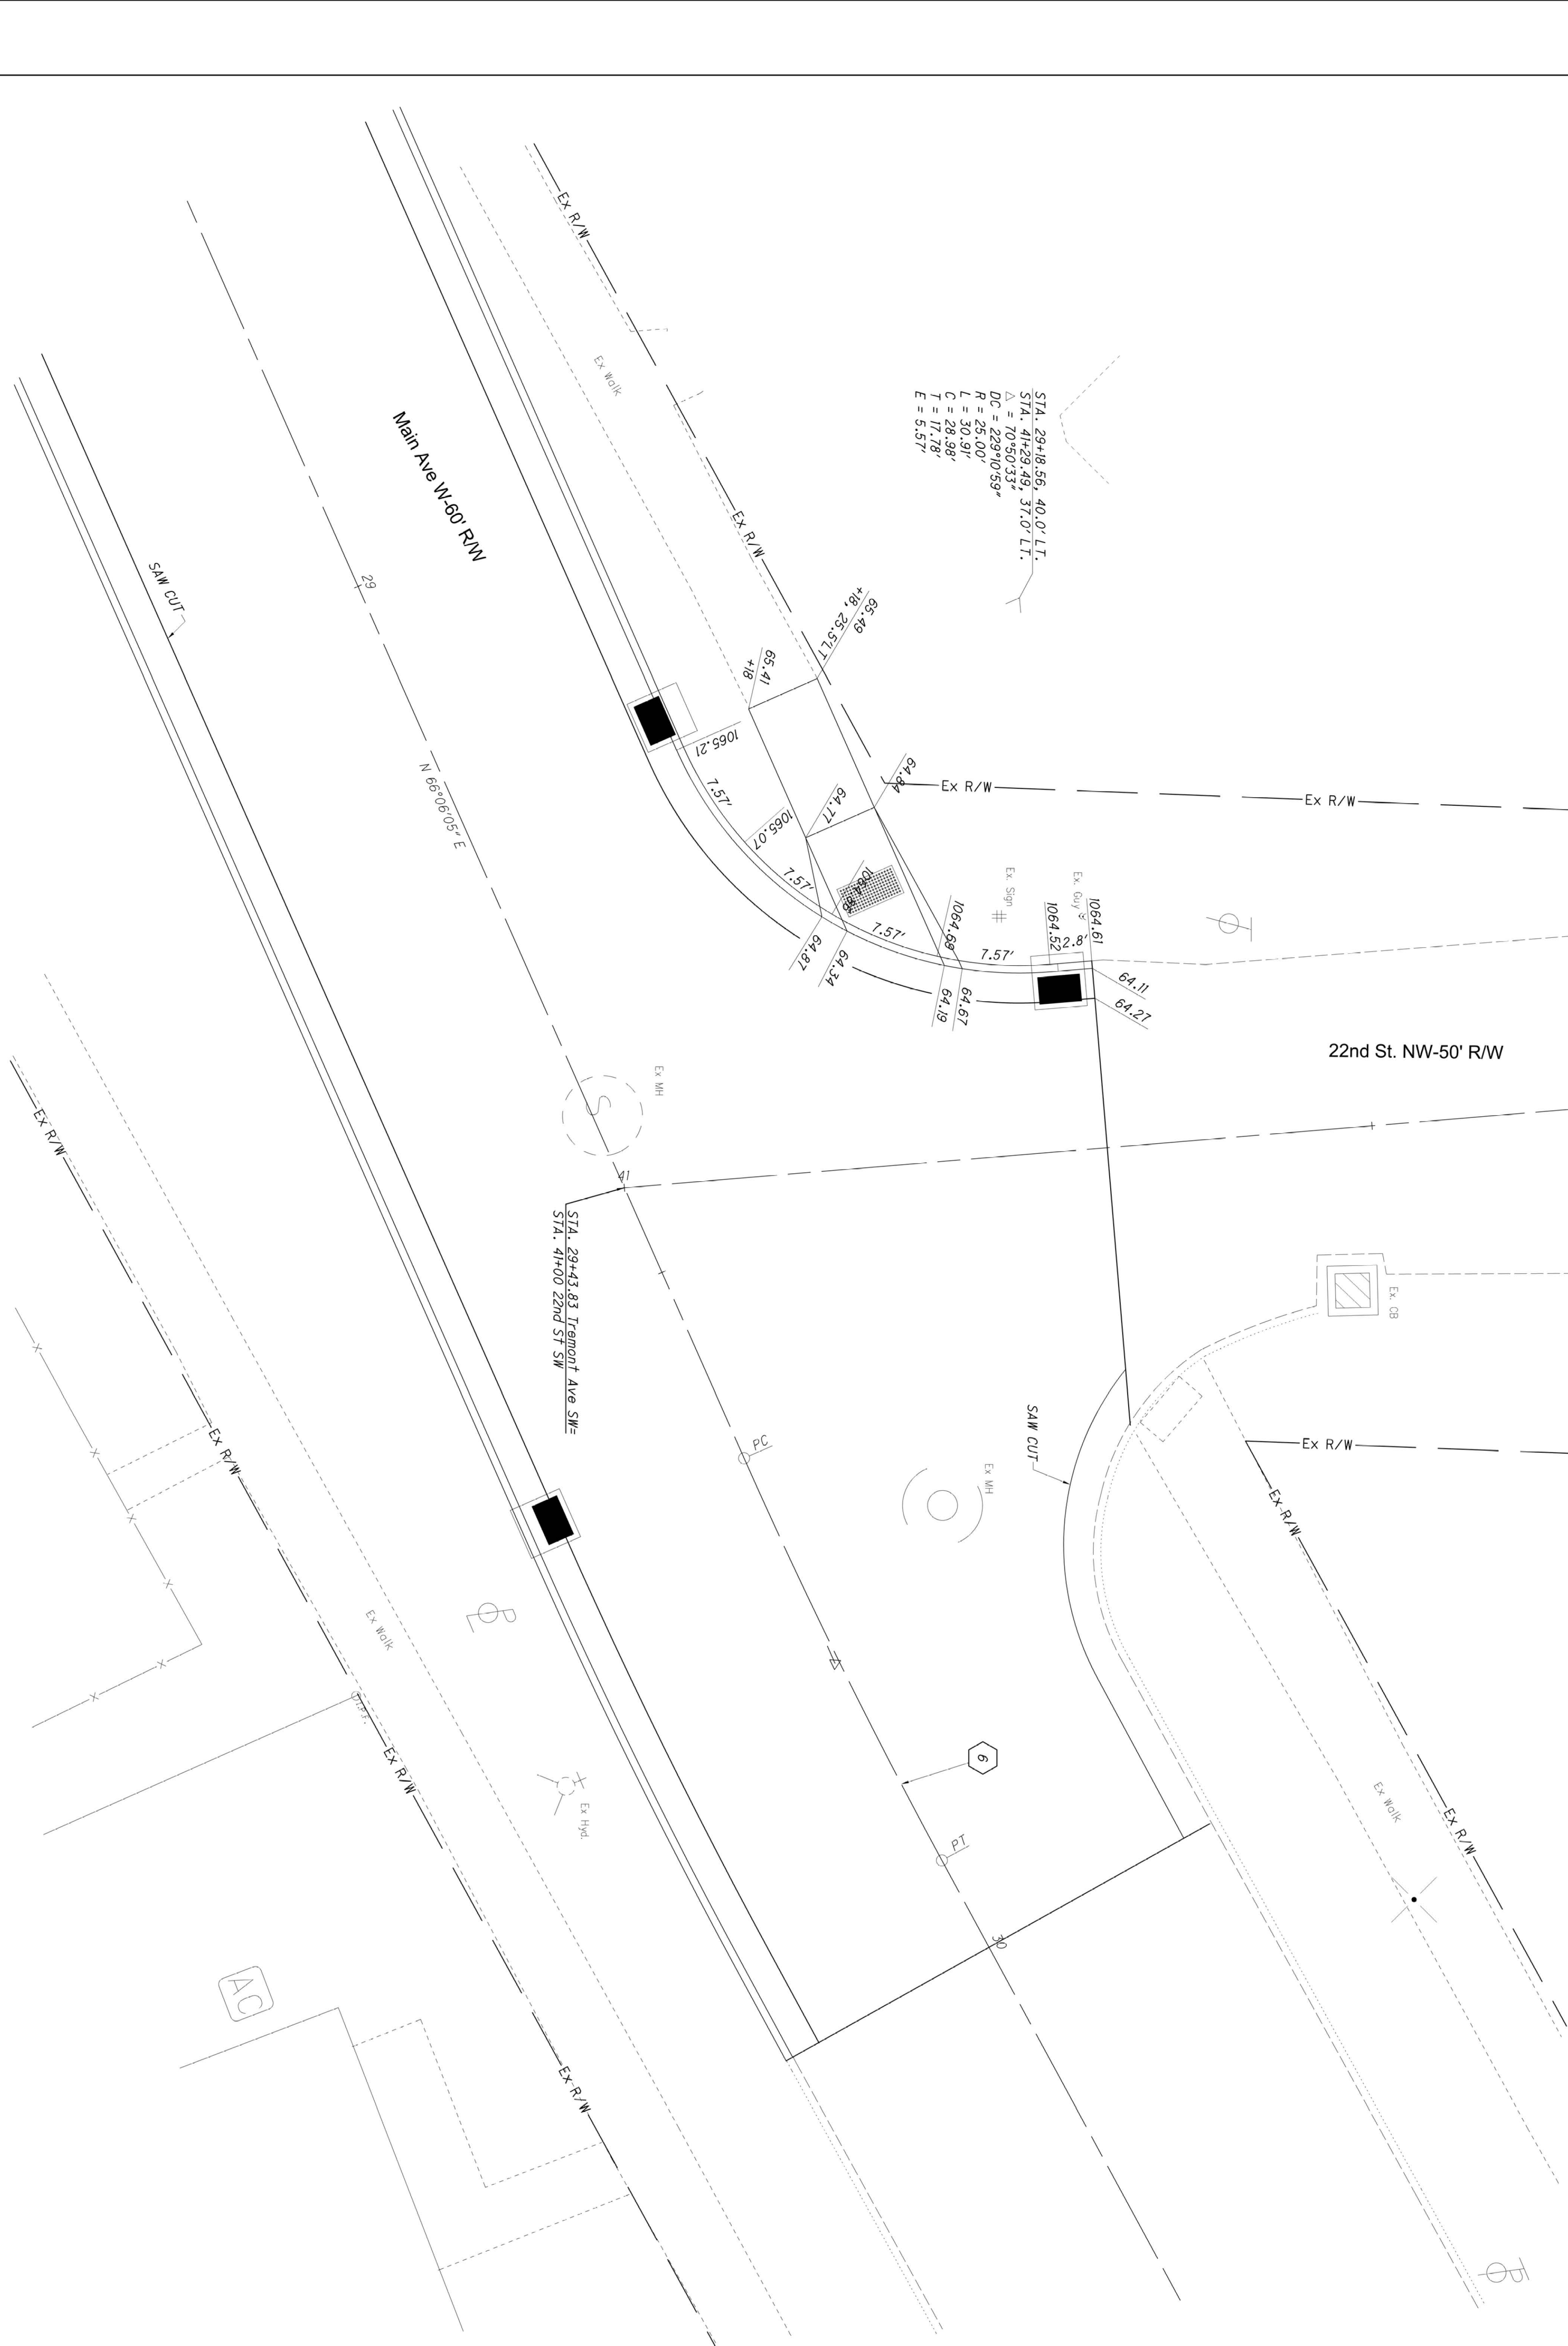 Ex R/W
Ex Walk
Ex R/W
Main Ave W-60' R/W
STA. 29+18.56, 40.0' LT.
STA. 41+29.49, 37.0' LT.
△ = 70°50'33"
DC = 229°10'59"
R = 25.00'
L = 30.91'
C = 28.98'
T = 17.78'
E = 5.57'
SAW CUT
29
N 66°06'05" E
65.49
+18, 25.5'LT
65.41
+18
1065.21
7.57'
1065.07
64.77
64.84
Ex R/W
Ex R/W
7.57'
7.57'
1064.69
7.57'
Ex. Sign
Ex. Guy
1064.52
1064.61
2.8'
T
64.87
64.34
64.19
64.67
64.11
64.27
22nd St. NW-50' R/W
Ex MH
S
41
STA. 29+43.83 Tremont Ave SW=
STA. 41+00 22nd ST SW
Ex R/W
Ex. CB
SAW CUT
Ex MH
PC
Ex R/W
Ex R/W
Ex R/W
Ex Walk
P
L
I.P.S.
Ex R/W
Ex Hyd.
6
PT
30
Ex Walk
Ex R/W
AC
Ex R/W
P